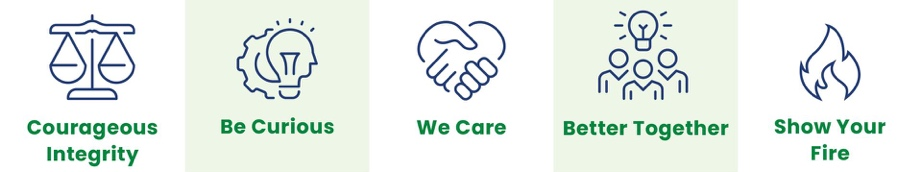 Courageous
Integrity
Be Curious
We Care
Better Together
Show Your
Fire